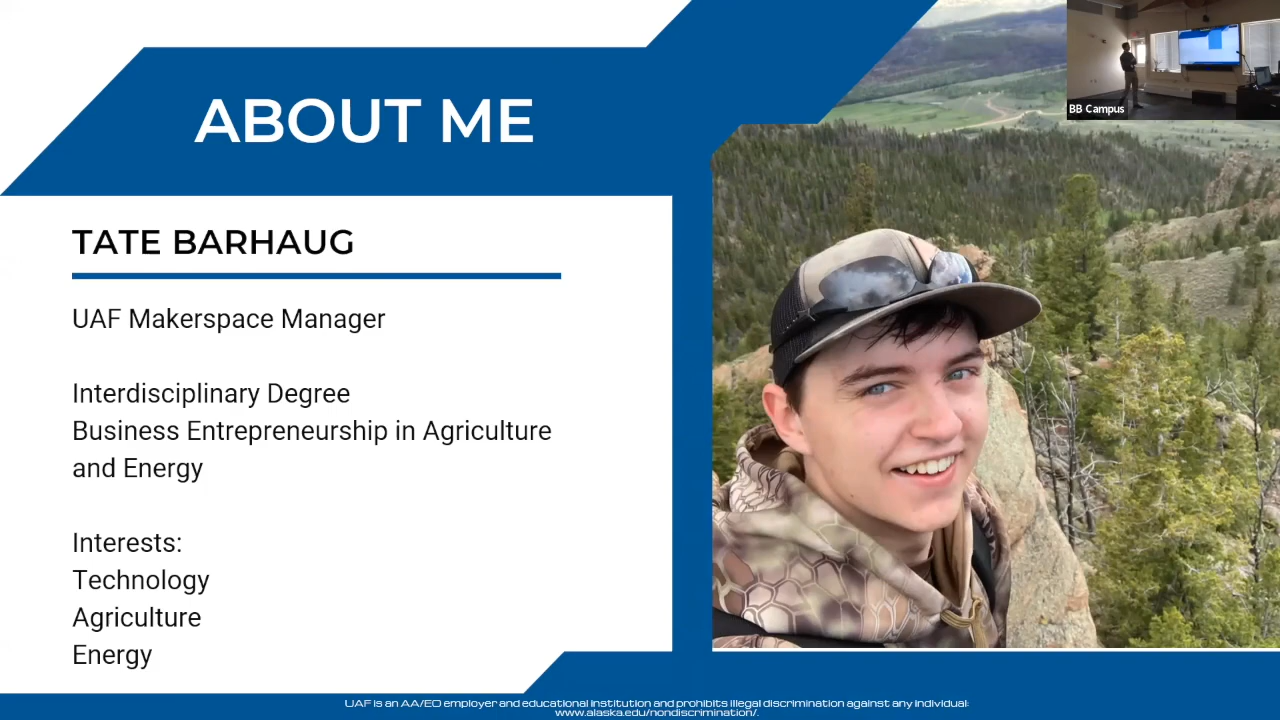 ABOUT ME
BB Campus
TATE BARHAUG
UAF Makerspace Manager
Interdisciplinary Degree
Business Entrepreneurship in Agriculture
and Energy
Interests:
Technology
Agriculture
Energy
UAF is an AA/EO employer and educational institution and prohibits illegal discrimination against any individual:
www.alaska.edu/nondiscrimination/.